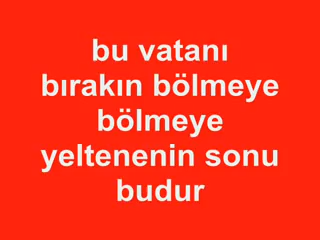 bu vatanı
bırakın bölmeye
bölmeye
yeltenenin sonu
budur